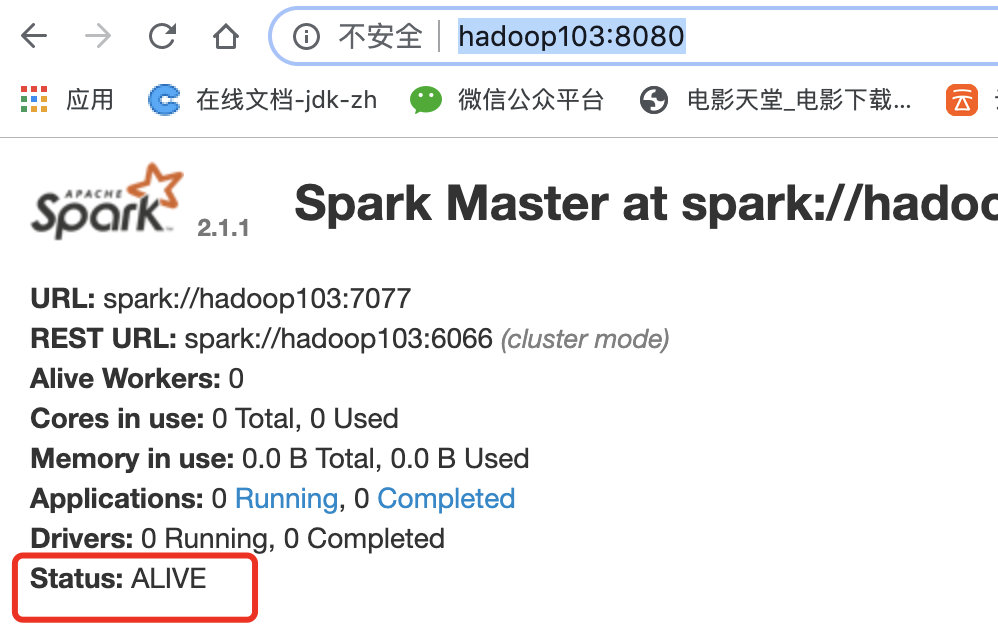 不安全 hadoop103:8080
应用 在线文档-jdk-zh 微信公众平台 电影天堂_电影下载...
APACHE Spark 2.1.1 Spark Master at spark://hadoo
URL: spark://hadoop103:7077
REST URL: spark://hadoop103:6066 (cluster mode)
Alive Workers: 0
Cores in use: 0 Total, 0 Used
Memory in use: 0.0 B Total, 0.0 B Used
Applications: 0 Running, 0 Completed
Drivers: 0 Running, 0 Completed
Status: ALIVE